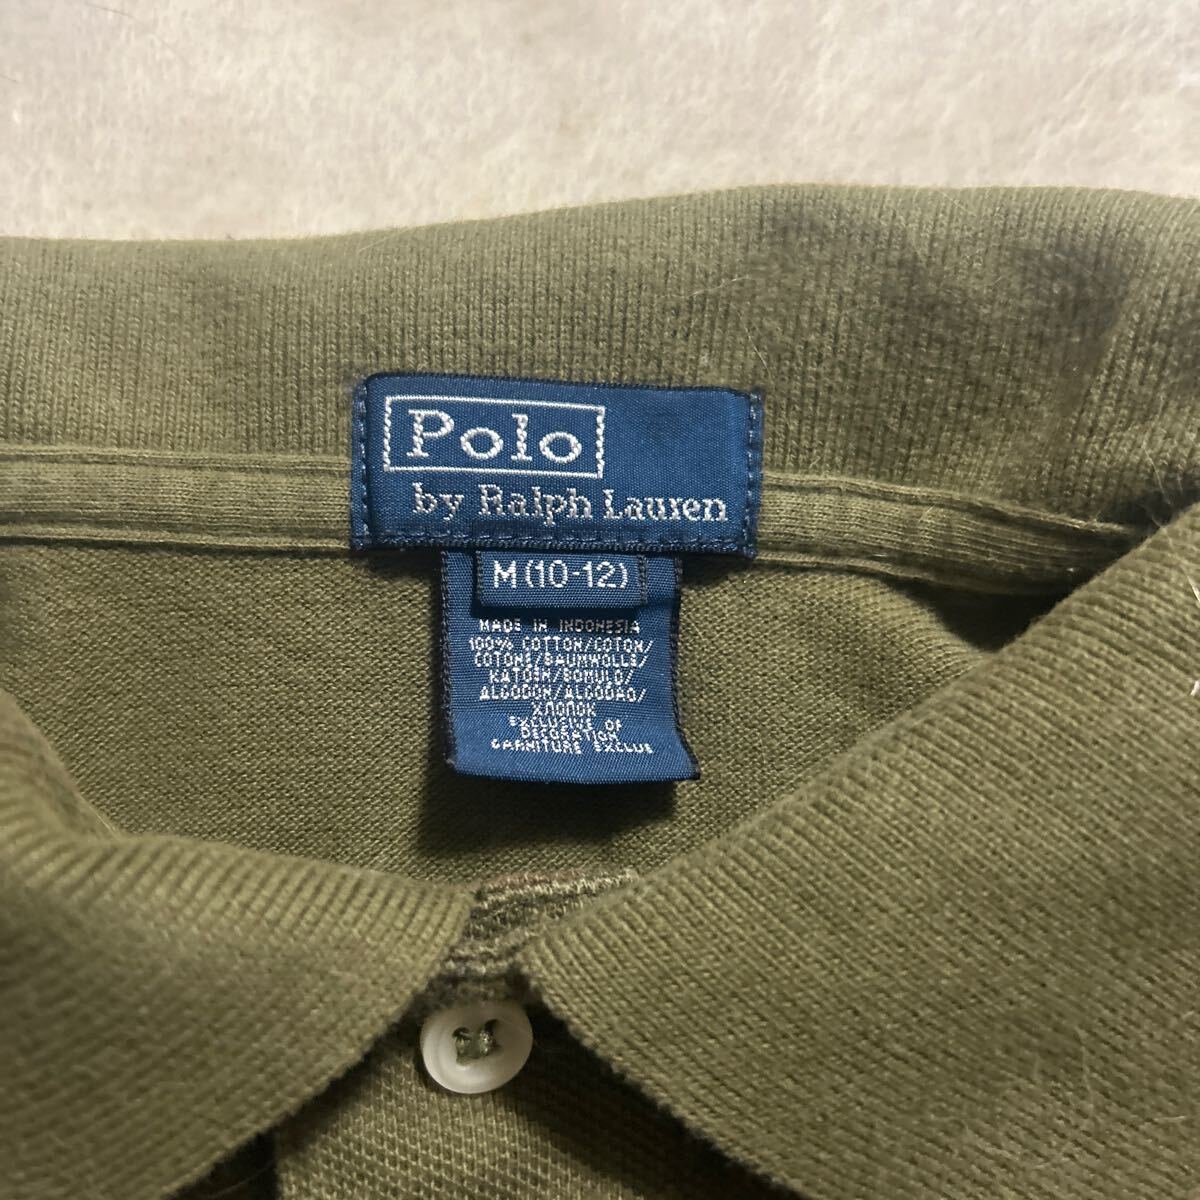 Polo
by Ralph Lauren
M (10-12)
MADE IN INDONESIA
100% COTTON/COTON/
COTONE/BAUMWOLLE/
KATOEN/BOMULD/
ALGODON/ALGODAO/
ХЛОПОК
EXCLUSIVE OF
DECORATION
GARNITURE EXCLUE